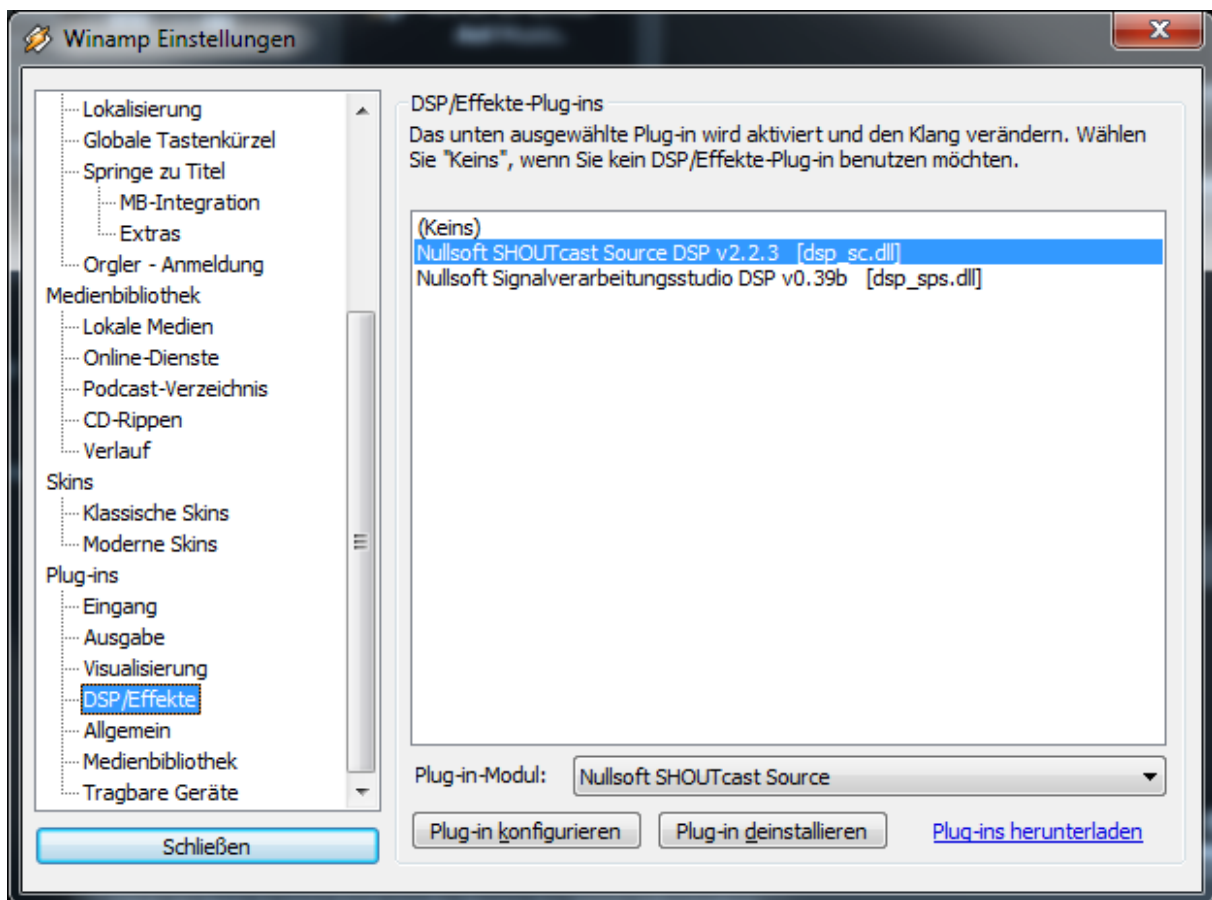 Winamp Einstellungen
Lokalisierung
Globale Tastenkürzel
Springe zu Titel
MB-Integration
Extras
Orgler - Anmeldung
Medienbibliothek
Lokale Medien
Online-Dienste
Podcast-Verzeichnis
CD-Rippen
Verlauf
Skins
Klassische Skins
Moderne Skins
Plug-ins
Eingang
Ausgabe
Visualisierung
DSP/Effekte
Allgemein
Medienbibliothek
Tragbare Geräte
Schließen
DSP/Effekte-Plug-ins
Das unten ausgewählte Plug-in wird aktiviert und den Klang verändern. Wählen
Sie "Keins", wenn Sie kein DSP/Effekte-Plug-in benutzen möchten.
(Keins)
Nullsoft SHOUTcast Source DSP v2.2.3 [dsp_sc.dll]
Nullsoft Signalverarbeitungsstudio DSP v0.39b [dsp_sps.dll]
Plug-in-Modul: Nullsoft SHOUTcast Source
Plug-in konfigurieren Plug-in deinstallieren Plug-ins herunterladen